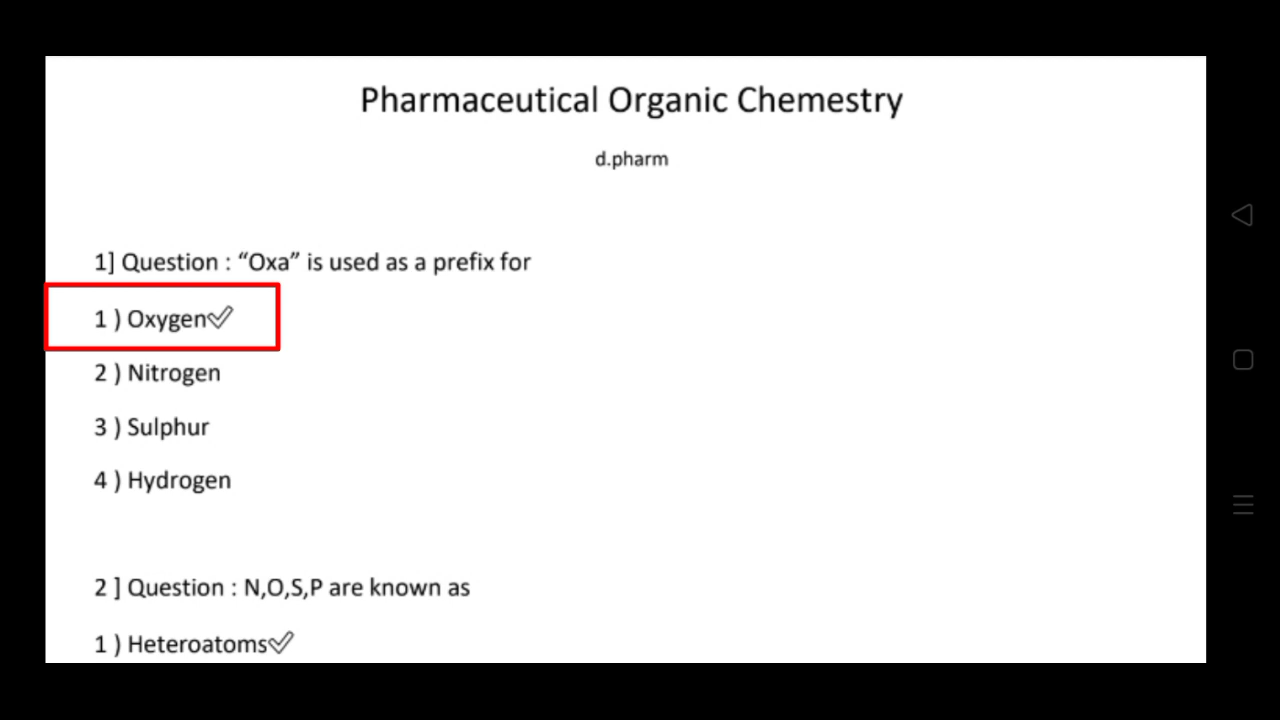 Pharmaceutical Organic Chemestry
d.pharm
1] Question : “Oxa” is used as a prefix for
1 ) Oxygen✓
2 ) Nitrogen
3 ) Sulphur
4 ) Hydrogen
2 ] Question : N,O,S,P are known as
1 ) Heteroatoms✓